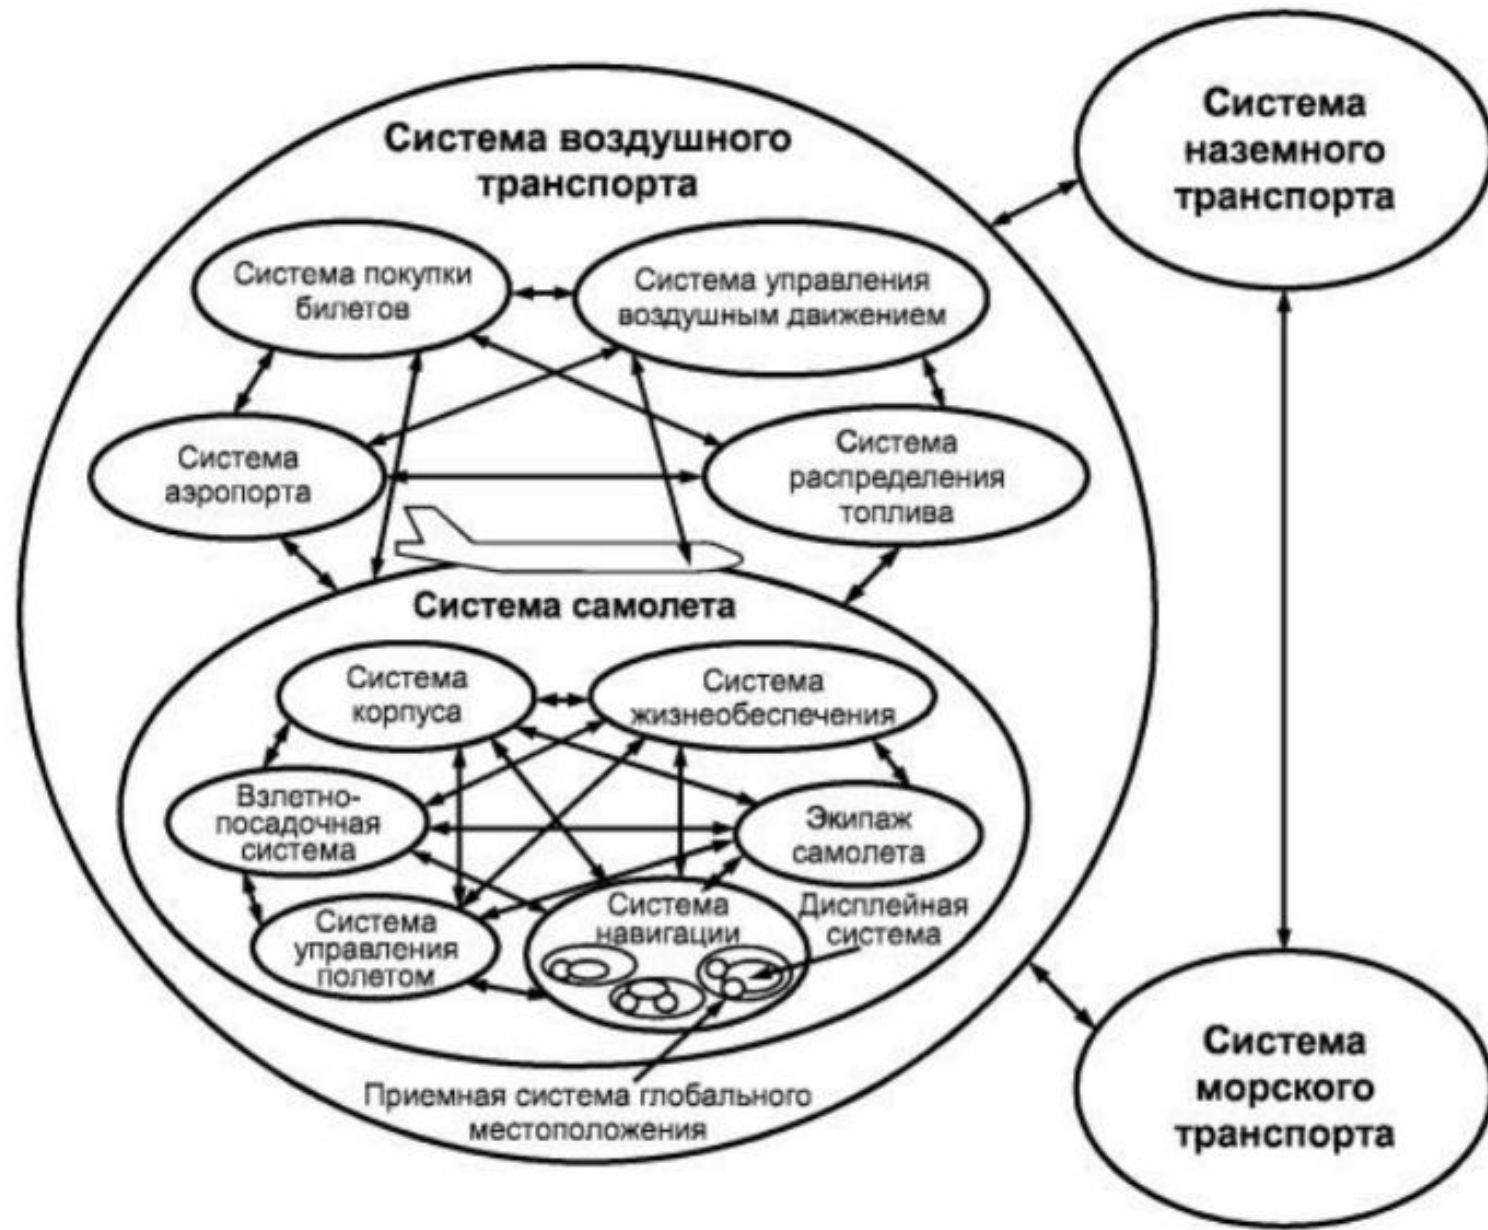 Система
наземного
транспорта
Система воздушного
транспорта
Система покупки
билетов
Система управления
воздушным движением
Система
аэропорта
Система
распределения
топлива
Система самолета
Система
корпуса
Система
жизнеобеспечения
Взлетно-
посадочная
система
Экипаж
самолета
Система
управления
полетом
Система
навигации
Дисплейная
система
Приемная система глобального
местоположения
Система
морского
транспорта